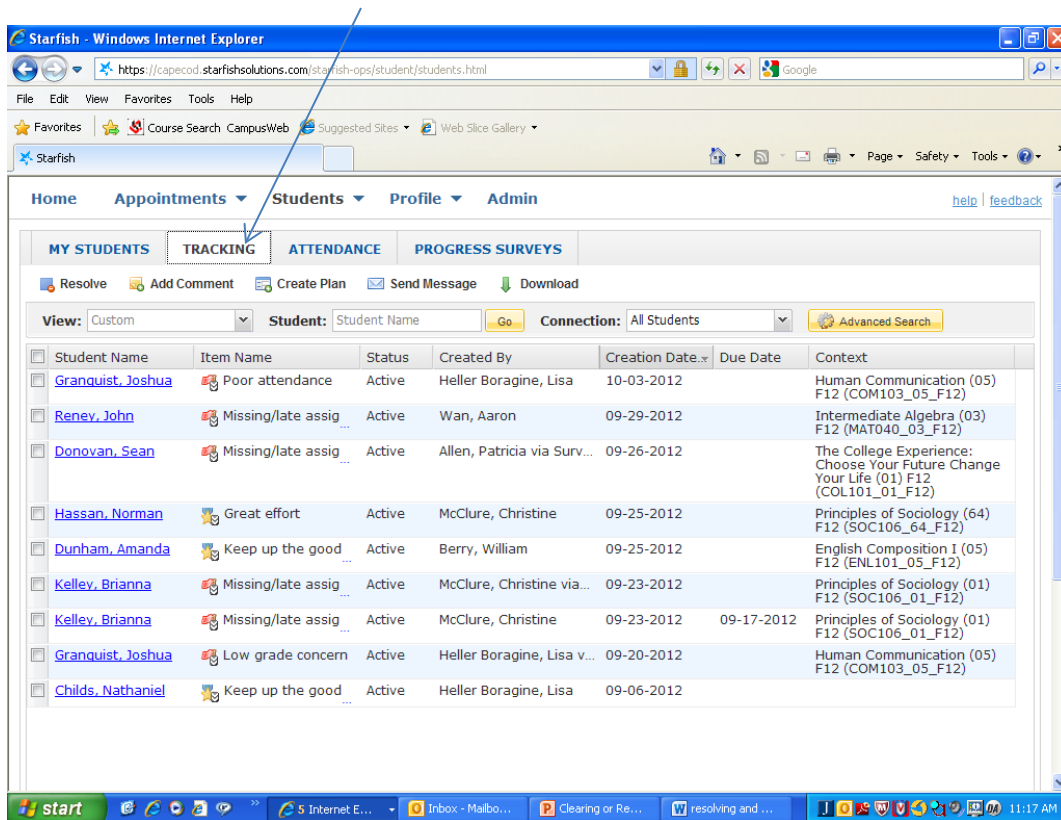 Starfish - Windows Internet Explorer
https://capecod.starfishsolutions.com/starfish-ops/student/students.html
Google
File Edit View Favorites Tools Help
Favorites Course Search CampusWeb Suggested Sites Web Slice Gallery
Starfish
Page Safety Tools
Home Appointments Students Profile Admin
help feedback
MY STUDENTS TRACKING ATTENDANCE PROGRESS SURVEYS
Resolve Add Comment Create Plan Send Message Download
View: Custom Student: Student Name Go Connection: All Students Advanced Search
Student Name Item Name Status Created By Creation Date... Due Date Context
Granquist, Joshua Poor attendance Active Heller Boragine, Lisa 10-03-2012 Human Communication (05)
F12 (COM103_05_F12)
Reney, John Missing/late assig... Active Wan, Aaron 09-29-2012 Intermediate Algebra (03)
F12 (MAT040_03_F12)
Donovan, Sean Missing/late assig... Active Allen, Patricia via Surv... 09-26-2012 The College Experience:
Choose Your Future Change
Your Life (01) F12
(COL101_01_F12)
Hassan, Norman Great effort Active McClure, Christine 09-25-2012 Principles of Sociology (64)
F12 (SOC106_64_F12)
Dunham, Amanda Keep up the good ... Active Berry, William 09-25-2012 English Composition I (05)
F12 (ENL101_05_F12)
Kelley, Brianna Missing/late assig... Active McClure, Christine via... 09-23-2012 Principles of Sociology (01)
F12 (SOC106_01_F12)
Kelley, Brianna Missing/late assig... Active McClure, Christine 09-23-2012 09-17-2012 Principles of Sociology (01)
F12 (SOC106_01_F12)
Granquist, Joshua Low grade concern Active Heller Boragine, Lisa v... 09-20-2012 Human Communication (05)
F12 (COM103_05_F12)
Childs, Nathaniel Keep up the good ... Active Heller Boragine, Lisa 09-06-2012
start 5 Internet E... Inbox - Mailbo... Clearing or Re... resolving and ... 11:17 AM